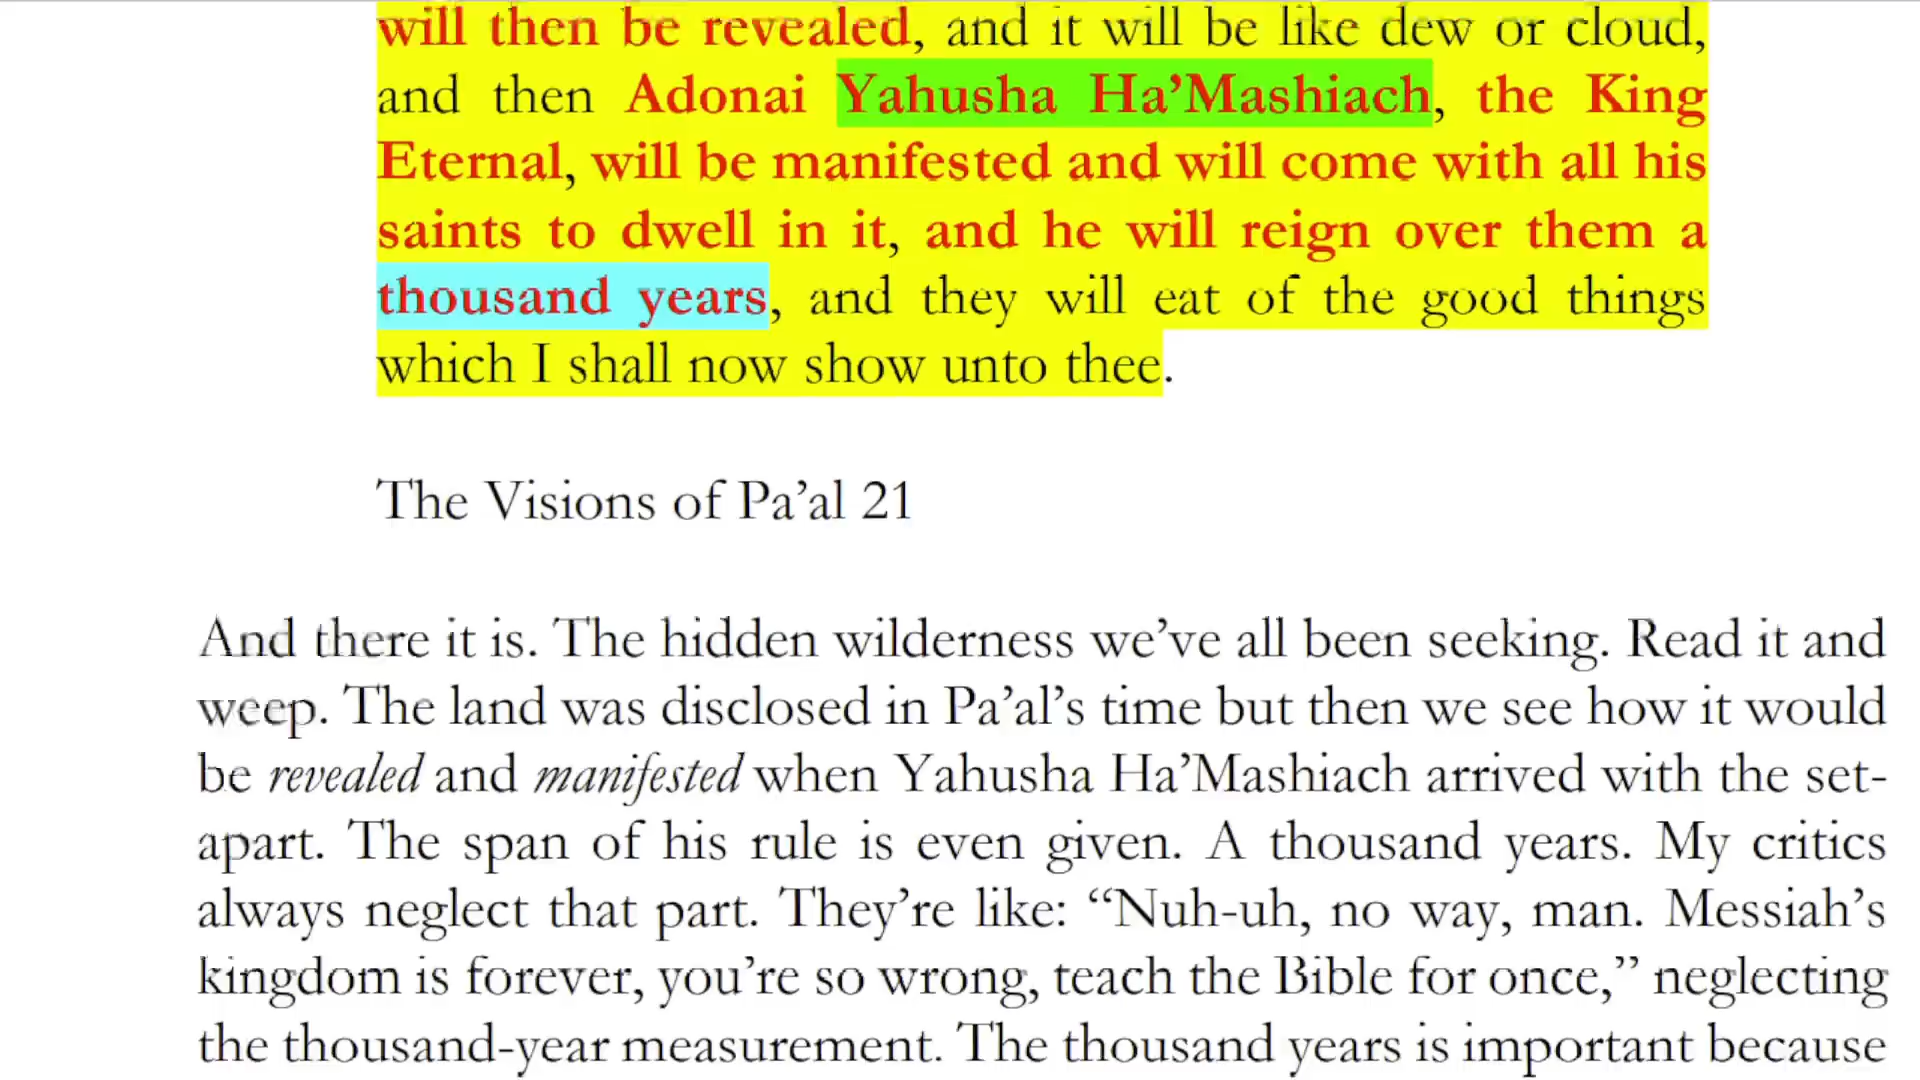 will then be revealed, and it will be like dew or cloud,
and then Adonai Yahusha Ha’Mashiach, the King
Eternal, will be manifested and will come with all his
saints to dwell in it, and he will reign over them a
thousand years, and they will eat of the good things
which I shall now show unto thee.
The Visions of Pa’al 21
And there it is. The hidden wilderness we’ve all been seeking. Read it and
weep. The land was disclosed in Pa’al’s time but then we see how it would
be revealed and manifested when Yahusha Ha’Mashiach arrived with the set-
apart. The span of his rule is even given. A thousand years. My critics
always neglect that part. They’re like: “Nuh-uh, no way, man. Messiah’s
kingdom is forever, you’re so wrong, teach the Bible for once,” neglecting
the thousand-year measurement. The thousand years is important because